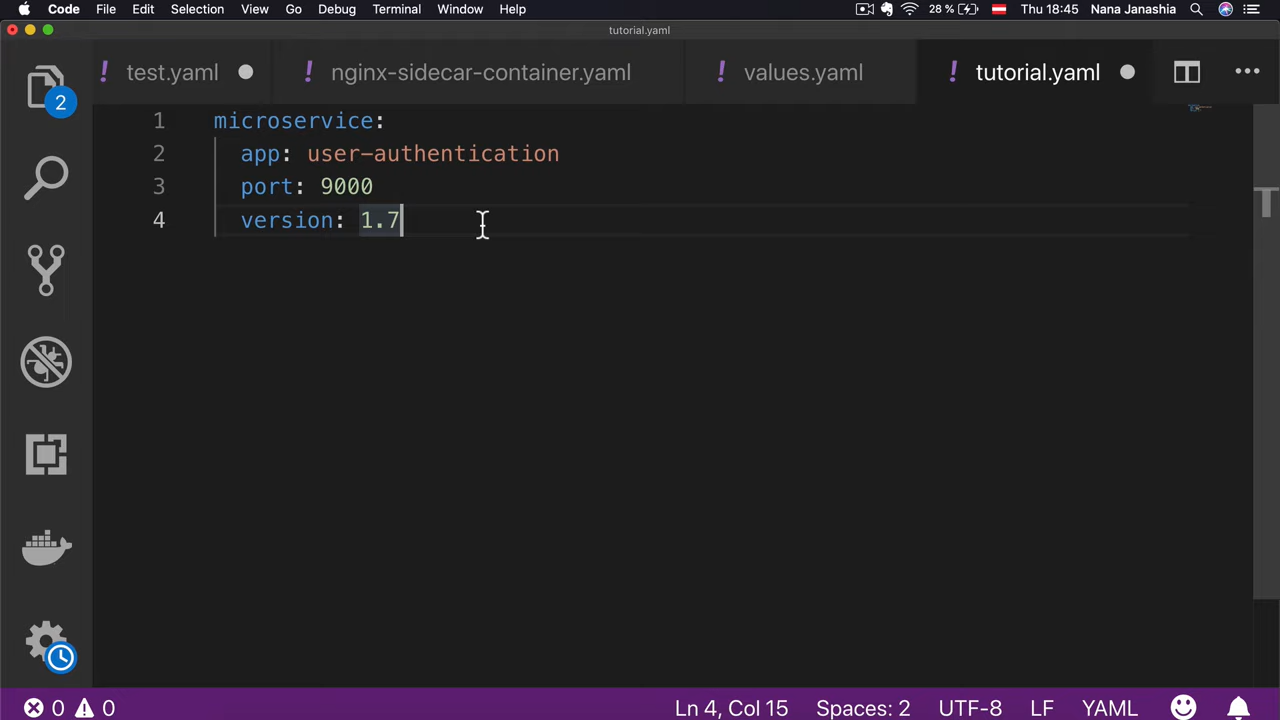 Code File Edit Selection View Go Debug Terminal Window Help 28 % Thu 18:45 Nana Janashia
tutorial.yaml
! test.yaml ! nginx-sidecar-container.yaml ! values.yaml ! tutorial.yaml
2
1 microservice:
2 app: user-authentication
3 port: 9000
4 version: 1.7
0 0 Ln 4, Col 15 Spaces: 2 UTF-8 LF YAML